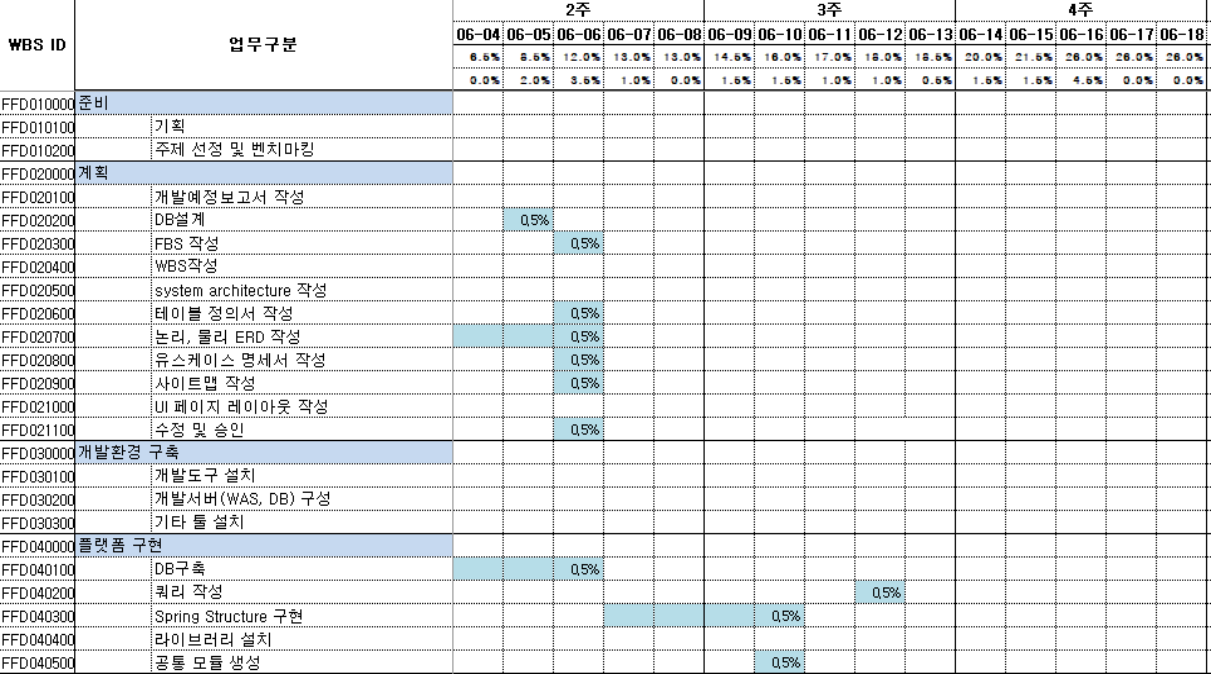 2주 3주 4주
WBS ID 업무구분 06-04 06-05 06-06 06-07 06-08 06-09 06-10 06-11 06-12 06-13 06-14 06-15 06-16 06-17 06-18
6.5% 8.5% 12.0% 13.0% 13.0% 14.5% 16.0% 17.0% 18.0% 18.5% 20.0% 21.5% 26.0% 26.0% 26.0%
0.0% 2.0% 3.5% 1.0% 0.0% 1.5% 1.5% 1.0% 1.0% 0.5% 1.5% 1.5% 4.5% 0.0% 0.0%
FFD010000 준비
FFD010100 기획
FFD010200 주제 선정 및 벤치마킹
FFD020000 계획
FFD020100 개발예정보고서 작성
FFD020200 DB설계 0.5%
FFD020300 FBS 작성 0.5%
FFD020400 WBS작성
FFD020500 system architecture 작성
FFD020600 테이블 정의서 작성 0.5%
FFD020700 논리, 물리 ERD 작성 0.5%
FFD020800 유스케이스 명세서 작성 0.5%
FFD020900 사이트맵 작성 0.5%
FFD021000 UI 페이지 레이아웃 작성
FFD021100 수정 및 승인 0.5%
FFD030000 개발환경 구축
FFD030100 개발도구 설치
FFD030200 개발서버(WAS, DB) 구성
FFD030300 기타 툴 설치
FFD040000 플랫폼 구현
FFD040100 DB구축 0.5%
FFD040200 쿼리 작성 0.5%
FFD040300 Spring Structure 구현 0.5%
FFD040400 라이브러리 설치
FFD040500 공통 모듈 생성 0.5%